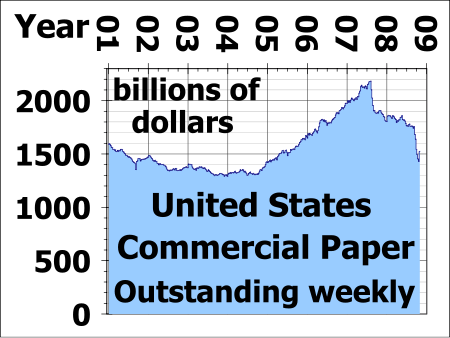 Year 01 02 03 04 05 06 07 08 09
billions of
dollars
2000
1500
1000
500
0
United States
Commercial Paper
Outstanding weekly